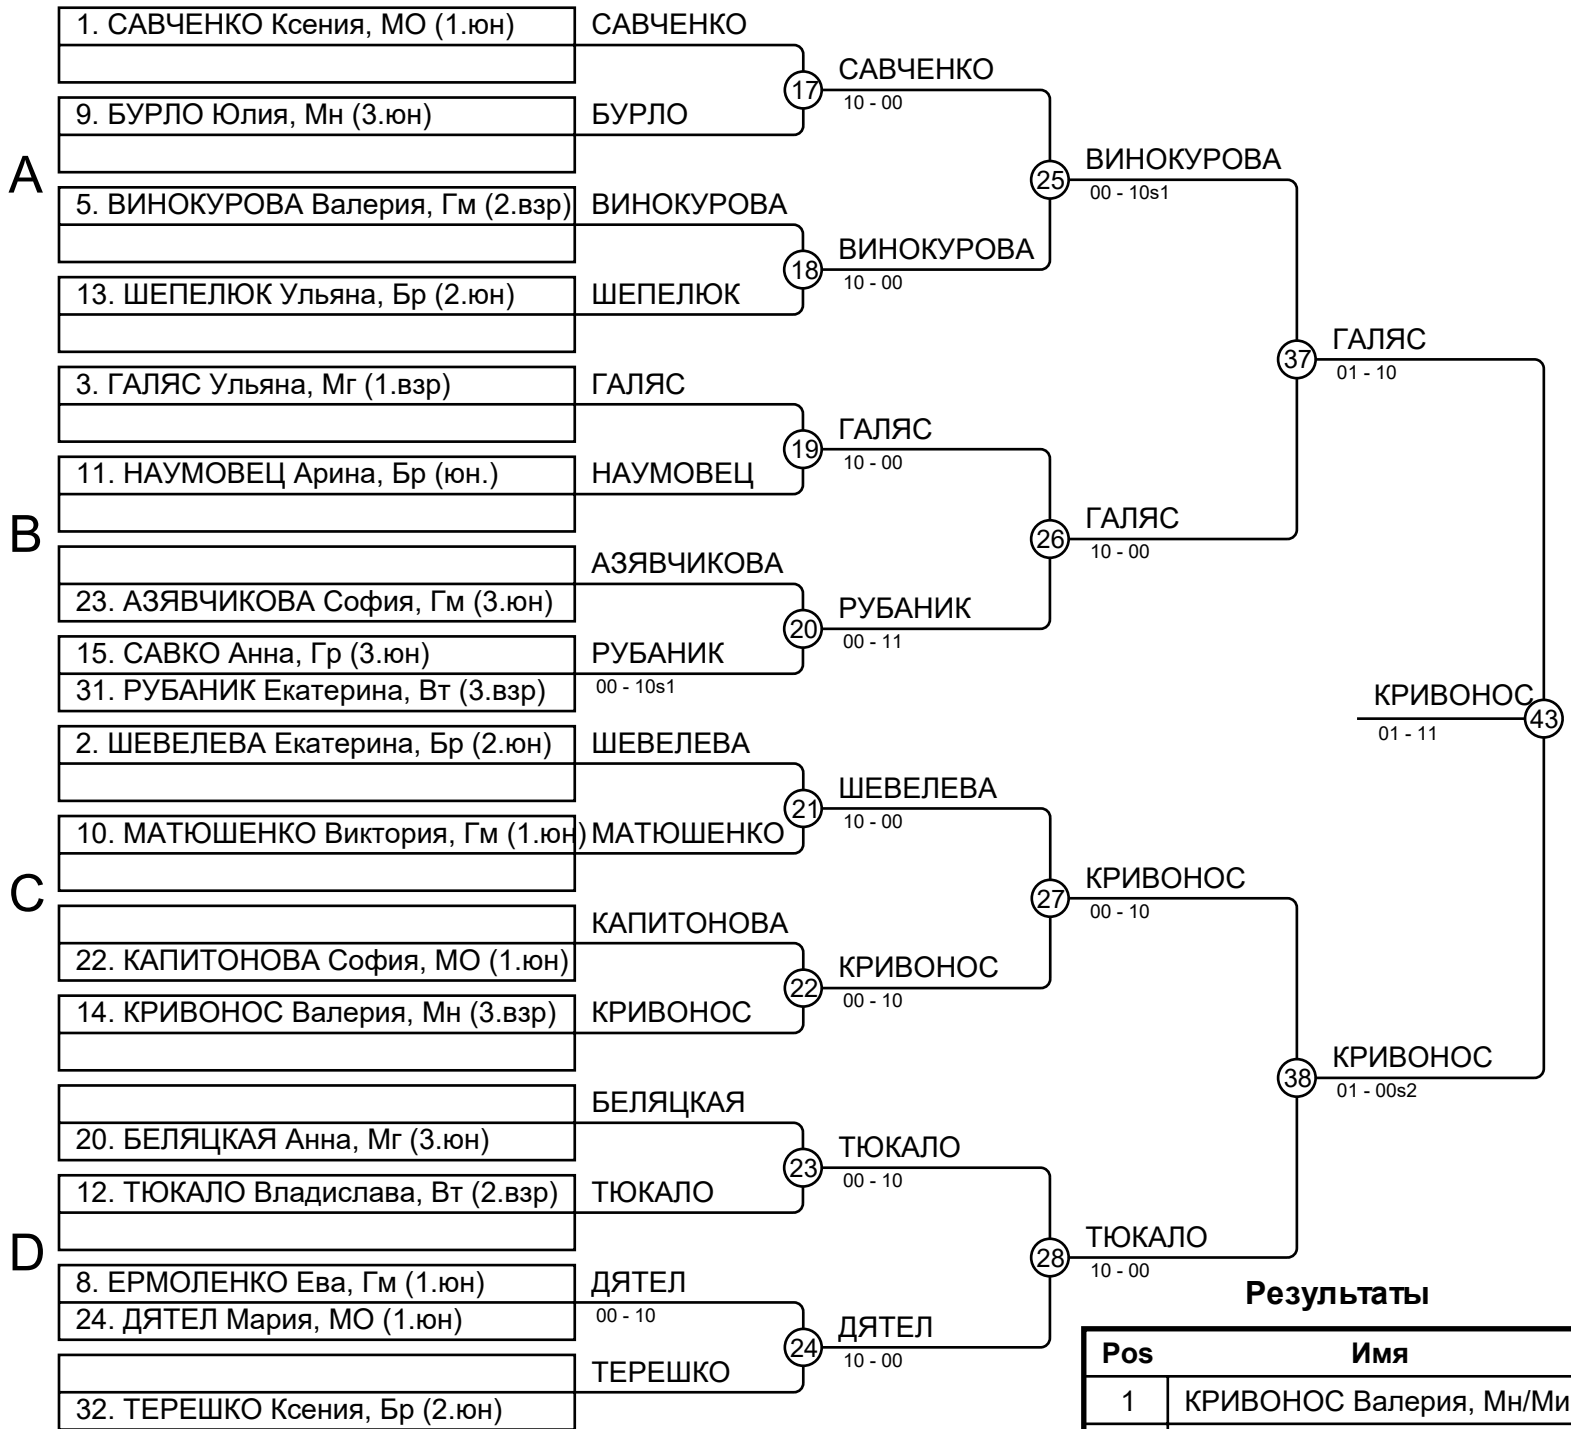 1. САВЧЕНКО Ксения, МО (1.юн)
САВЧЕНКО
17
САВЧЕНКО
10 - 00
9. БУРЛО Юлия, Мн (3.юн)
БУРЛО
A
25
ВИНОКУРОВА
00 - 10s1
5. ВИНОКУРОВА Валерия, Гм (2.взр)
ВИНОКУРОВА
18
ВИНОКУРОВА
10 - 00
13. ШЕПЕЛЮК Ульяна, Бр (2.юн)
ШЕПЕЛЮК
37
ГАЛЯС
01 - 10
3. ГАЛЯС Ульяна, Мг (1.взр)
ГАЛЯС
19
ГАЛЯС
10 - 00
11. НАУМОВЕЦ Арина, Бр (юн.)
НАУМОВЕЦ
B
26
ГАЛЯС
10 - 00
АЗЯВЧИКОВА
23. АЗЯВЧИКОВА София, Гм (3.юн)
20
РУБАНИК
00 - 11
15. САВКО Анна, Гр (3.юн)
РУБАНИК
31. РУБАНИК Екатерина, Вт (3.взр)
00 - 10s1
КРИВОНОС
43
01 - 11
2. ШЕВЕЛЕВА Екатерина, Бр (2.юн)
ШЕВЕЛЕВА
21
ШЕВЕЛЕВА
10 - 00
10. МАТЮШЕНКО Виктория, Гм (1.юн)
МАТЮШЕНКО
C
27
КРИВОНОС
00 - 10
КАПИТОНОВА
22. КАПИТОНОВА София, МО (1.юн)
22
КРИВОНОС
00 - 10
14. КРИВОНОС Валерия, Мн (3.взр)
КРИВОНОС
38
КРИВОНОС
01 - 00s2
БЕЛЯЦКАЯ
20. БЕЛЯЦКАЯ Анна, Мг (3.юн)
23
ТЮКАЛО
00 - 10
12. ТЮКАЛО Владислава, Вт (2.взр)
ТЮКАЛО
D
28
ТЮКАЛО
10 - 00
8. ЕРМОЛЕНКО Ева, Гм (1.юн)
ДЯТЕЛ
24. ДЯТЕЛ Мария, МО (1.юн)
00 - 10
24
ДЯТЕЛ
10 - 00
ТЕРЕШКО
32. ТЕРЕШКО Ксения, Бр (2.юн)
Результаты
Pos Имя
1 КРИВОНОС Валерия, Мн/Ми